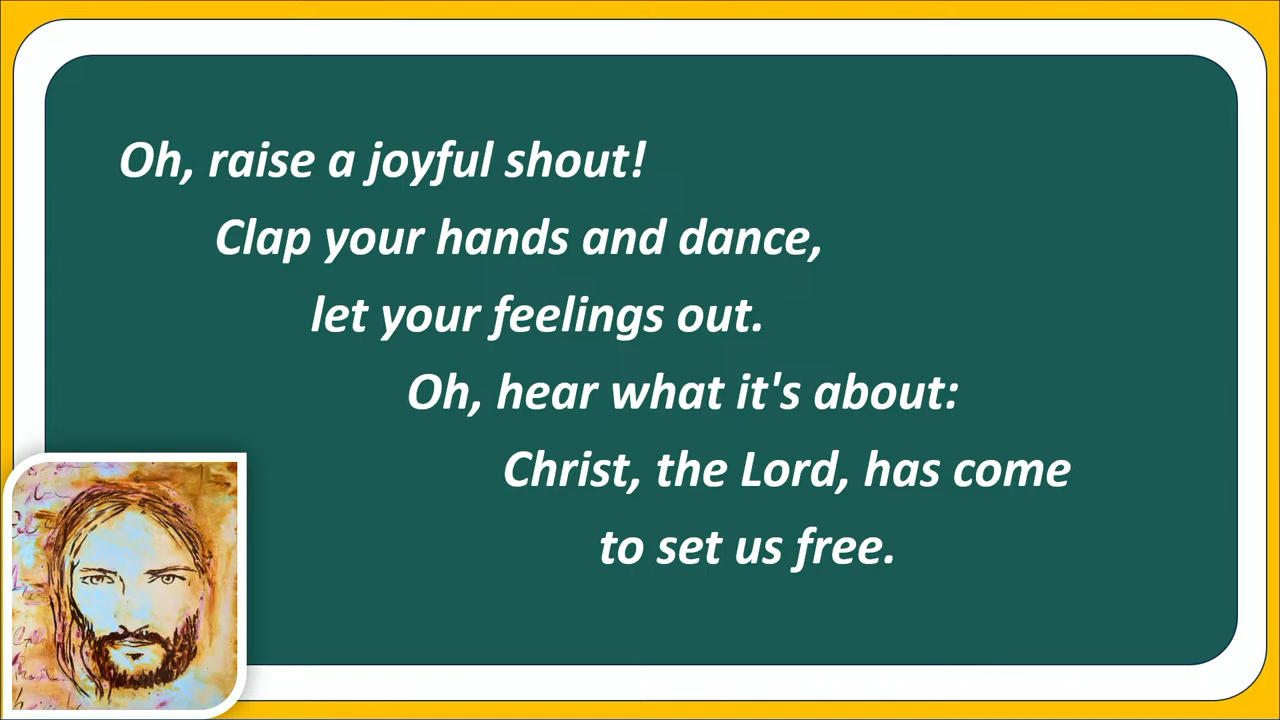 Oh, raise a joyful shout!
Clap your hands and dance,
let your feelings out.
Oh, hear what it's about:
Christ, the Lord, has come
to set us free.